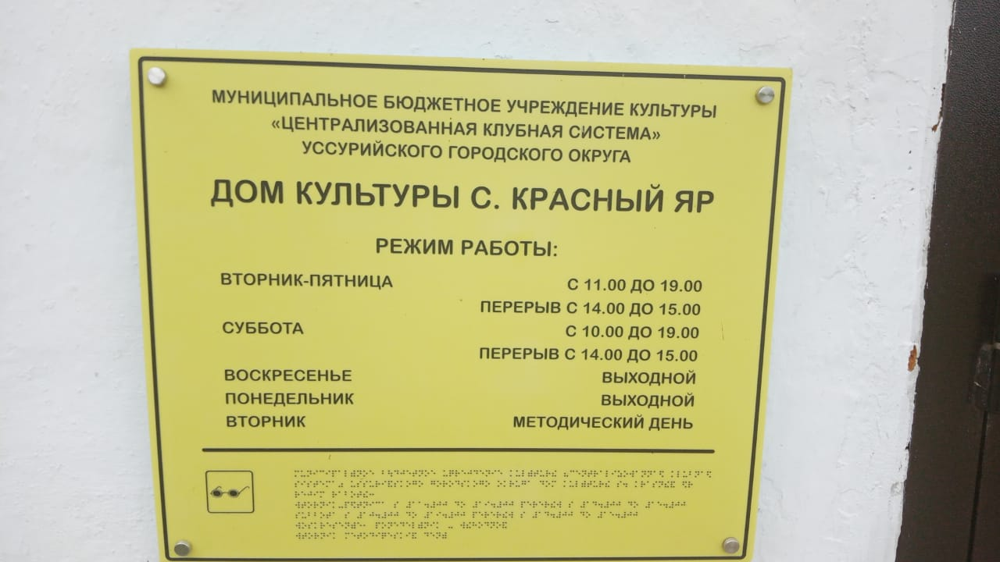 МУНИЦИПАЛЬНОЕ БЮДЖЕТНОЕ УЧРЕЖДЕНИЕ КУЛЬТУРЫ
«ЦЕНТРАЛИЗОВАННАЯ КЛУБНАЯ СИСТЕМА»
УССУРИЙСКОГО ГОРОДСКОГО ОКРУГА
ДОМ КУЛЬТУРЫ С. КРАСНЫЙ ЯР
РЕЖИМ РАБОТЫ:
ВТОРНИК-ПЯТНИЦА С 11.00 ДО 19.00
ПЕРЕРЫВ С 14.00 ДО 15.00
СУББОТА С 10.00 ДО 19.00
ПЕРЕРЫВ С 14.00 ДО 15.00
ВОСКРЕСЕНЬЕ ВЫХОДНОЙ
ПОНЕДЕЛЬНИК ВЫХОДНОЙ
ВТОРНИК МЕТОДИЧЕСКИЙ ДЕНЬ